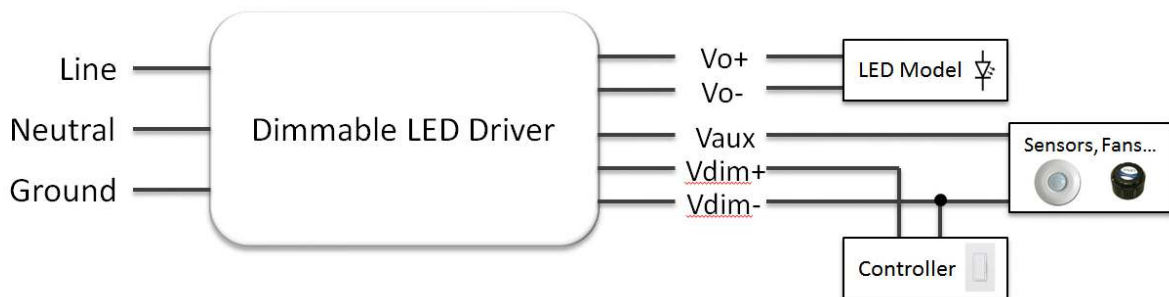 Line
Neutral
Ground
Dimmable LED Driver
Vo+
Vo-
Vaux
Vdim+
Vdim-
LED Model
Sensors, Fans...
Controller